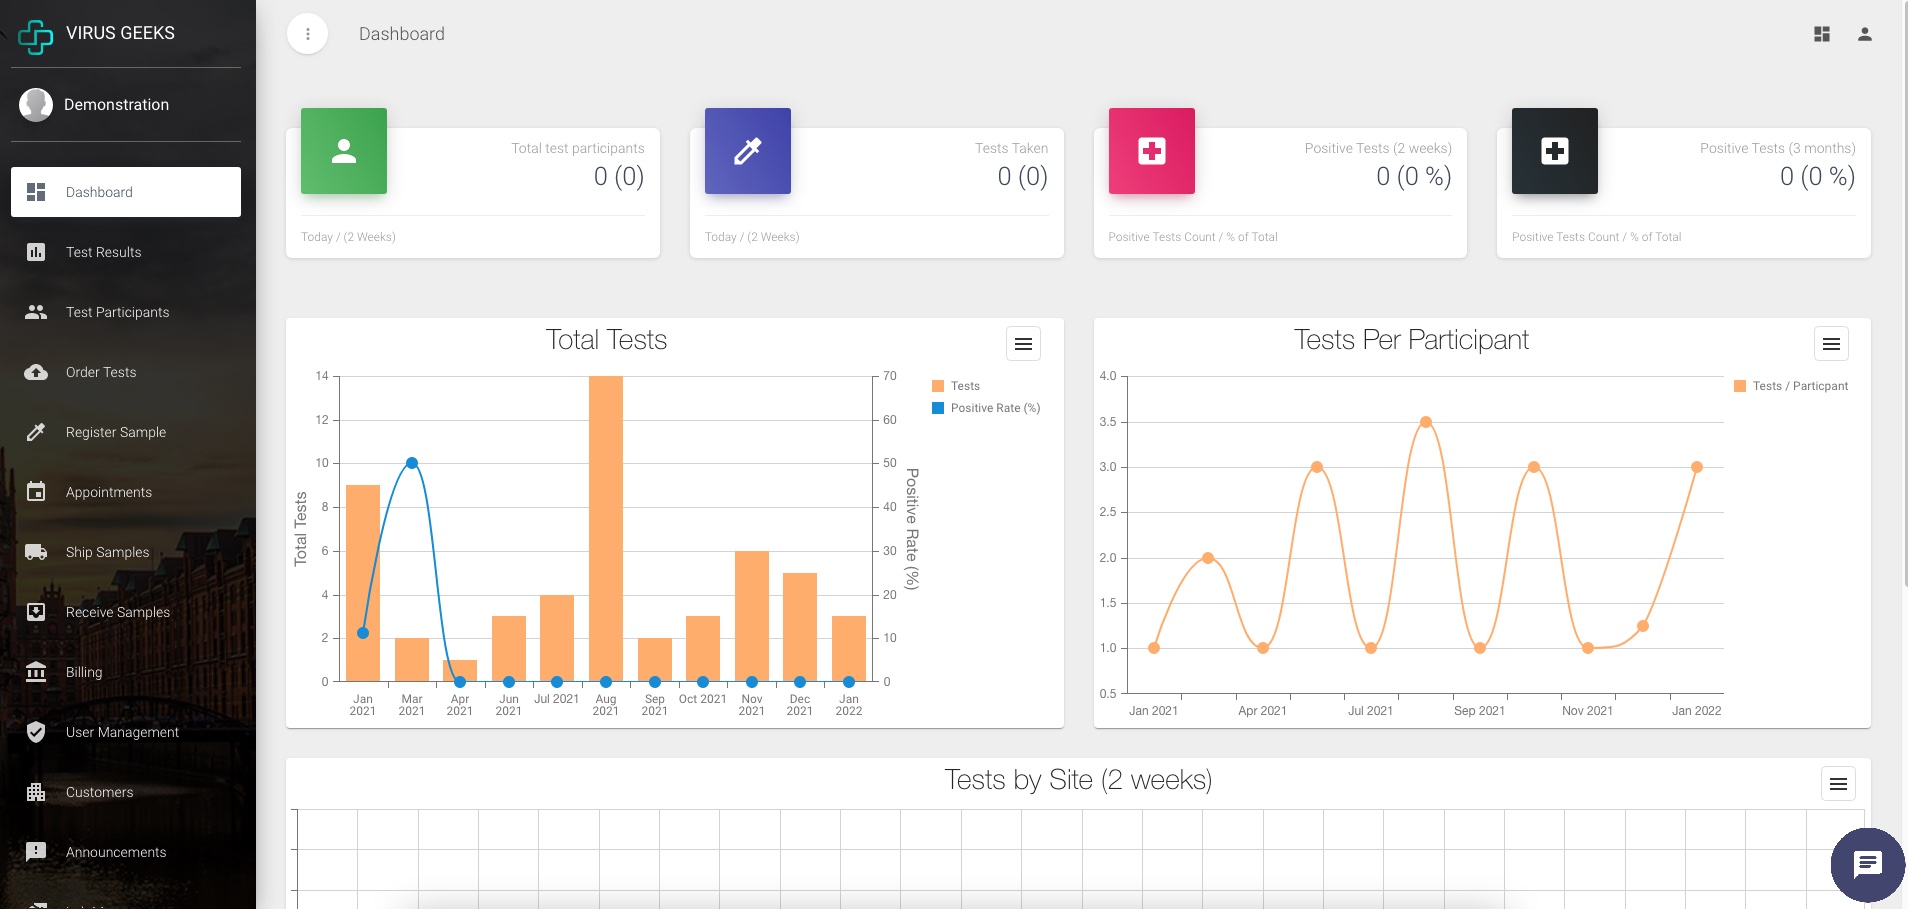 VIRUS GEEKS
Demonstration
Dashboard
Test Results
Test Participants
Order Tests
Register Sample
Appointments
Ship Samples
Receive Samples
Billing
User Management
Customers
Announcements
Dashboard
Total test participants
0 (0)
Today / (2 Weeks)
Tests Taken
0 (0)
Today / (2 Weeks)
Positive Tests (2 weeks)
0 (0 %)
Positive Tests Count / % of Total
Positive Tests (3 months)
0 (0 %)
Positive Tests Count / % of Total
Total Tests
14
12
10
8
6
4
2
0
Total Tests
70
60
50
40
30
20
10
0
Positive Rate (%)
Tests
Positive Rate (%)
Jan
2021
Mar
2021
Apr
2021
Jun
2021
Jul 2021
Aug
2021
Sep
2021
Oct 2021
Nov
2021
Dec
2021
Jan
2022
Tests Per Participant
4.0
3.5
3.0
2.5
2.0
1.5
1.0
0.5
Tests / Particpant
Jan 2021
Apr 2021
Jul 2021
Sep 2021
Nov 2021
Jan 2022
Tests by Site (2 weeks)